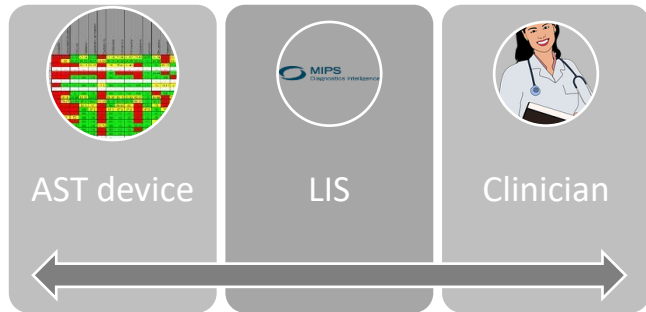 MIPS
Diagnostics Intelligence
AST device
LIS
Clinician